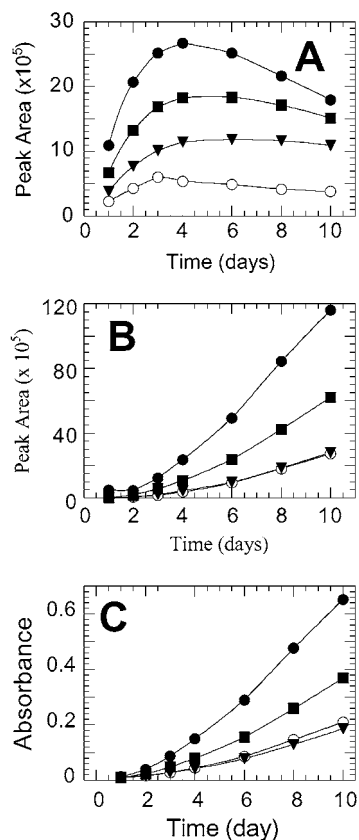 30
A
20
10
0
Peak Area (x10⁵)
0 2 4 6 8 10
Time (days)
120
B
80
40
0
Peak Area (x 10⁵)
0 2 4 6 8 10
Time (days)
0.6
C
0.4
0.2
0
Absorbance
0 2 4 6 8 10
Time (days)